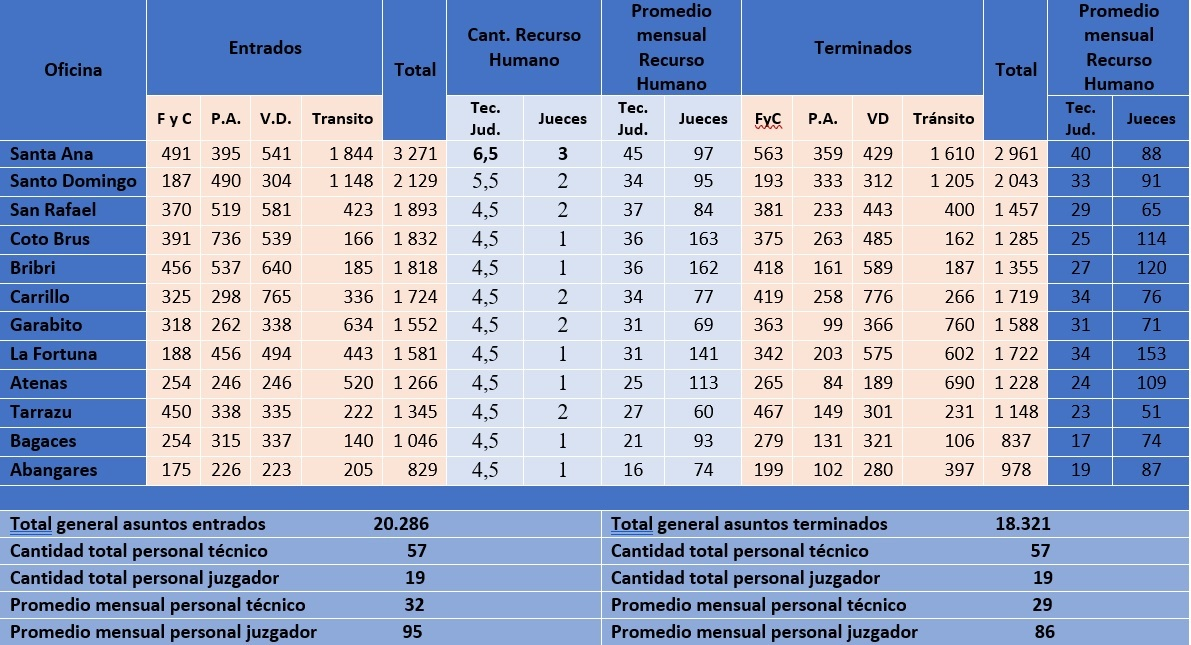 Oficina Entrados Total Cant. Recurso Humano Promedio mensual Recurso Humano Terminados Total Promedio mensual Recurso Humano
F y C P.A. V.D. Transito Tec. Jud. Jueces Tec. Jud. Jueces FyC P.A. VD Tránsito Tec. Jud. Jueces
Santa Ana 491 395 541 1 844 3 271 6,5 3 45 97 563 359 429 1 610 2 961 40 88
Santo Domingo 187 490 304 1 148 2 129 5,5 2 34 95 193 333 312 1 205 2 043 33 91
San Rafael 370 519 581 423 1 893 4,5 2 37 84 381 233 443 400 1 457 29 65
Coto Brus 391 736 539 166 1 832 4,5 1 36 163 375 263 485 162 1 285 25 114
Bribri 456 537 640 185 1 818 4,5 1 36 162 418 161 589 187 1 355 27 120
Carrillo 325 298 765 336 1 724 4,5 2 34 77 419 258 776 266 1 719 34 76
Garabito 318 262 338 634 1 552 4,5 2 31 69 363 99 366 760 1 588 31 71
La Fortuna 188 456 494 443 1 581 4,5 1 31 141 342 203 575 602 1 722 34 153
Atenas 254 246 246 520 1 266 4,5 1 25 113 265 84 189 690 1 228 24 109
Tarrazu 450 338 335 222 1 345 4,5 2 27 60 467 149 301 231 1 148 23 51
Bagaces 254 315 337 140 1 046 4,5 1 21 93 279 131 321 106 837 17 74
Abangares 175 226 223 205 829 4,5 1 16 74 199 102 280 397 978 19 87
Total general asuntos entrados 20.286 Total general asuntos terminados 18.321
Cantidad total personal técnico 57 Cantidad total personal técnico 57
Cantidad total personal juzgador 19 Cantidad total personal juzgador 19
Promedio mensual personal técnico 32 Promedio mensual personal técnico 29
Promedio mensual personal juzgador 95 Promedio mensual personal juzgador 86